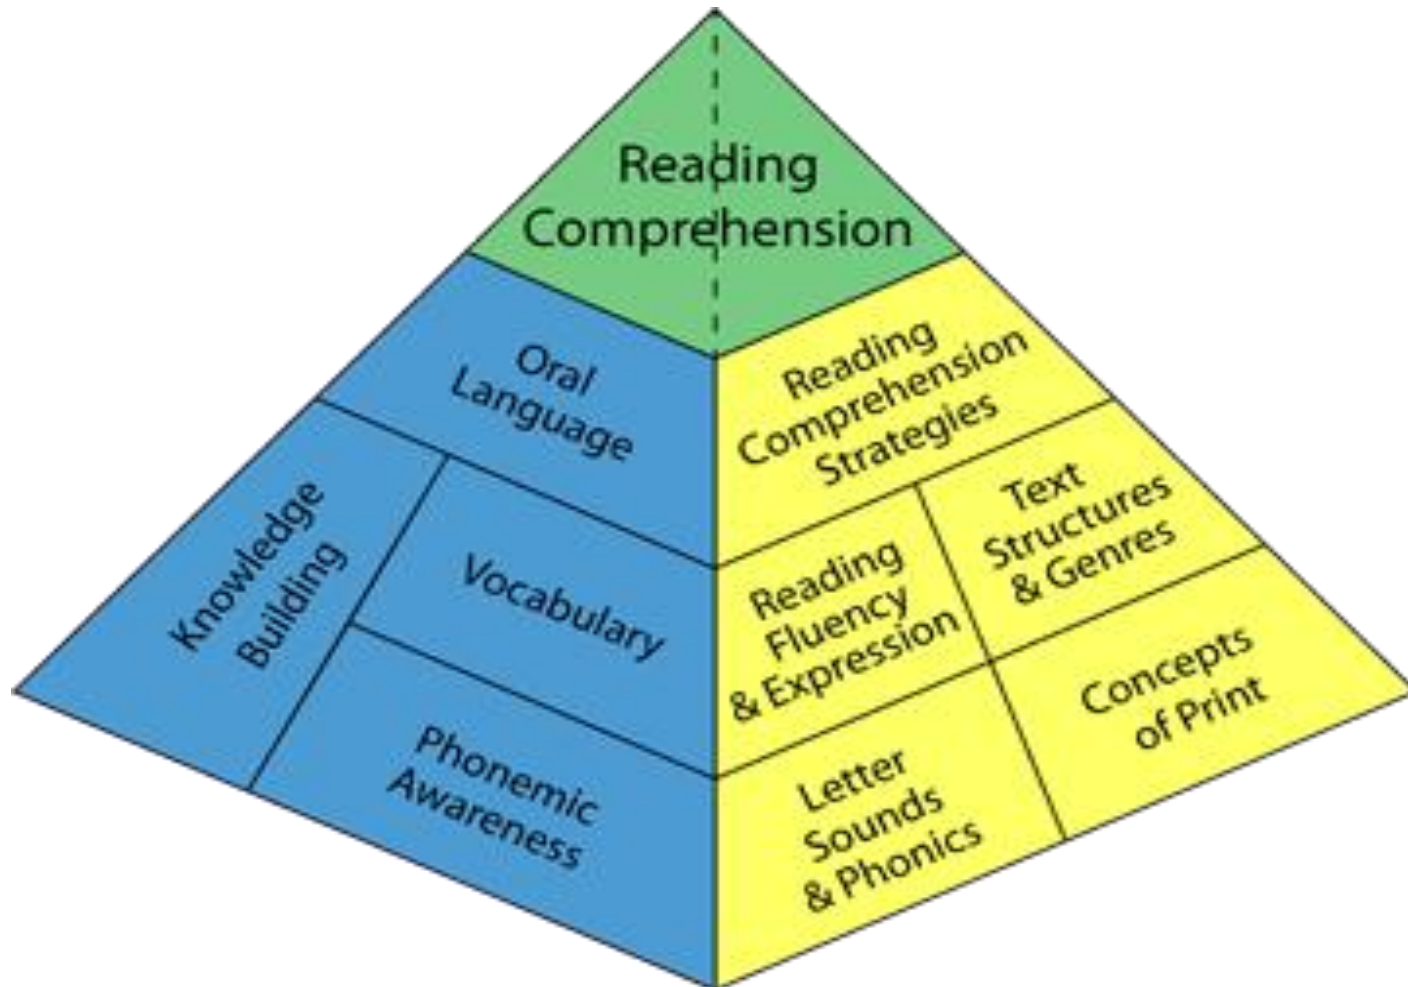 Reading
Comprehension
Oral
Language
Knowledge
Building
Vocabulary
Phonemic
Awareness
Reading
Comprehension
Strategies
Text
Structures
& Genres
Reading
Fluency
& Expression
Concepts
of Print
Letter
Sounds
& Phonics